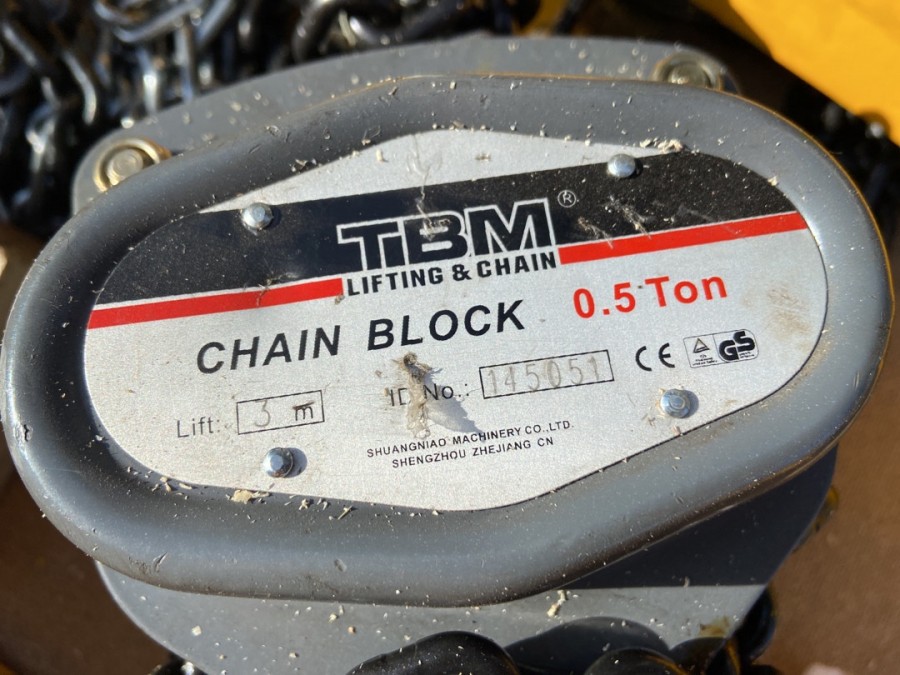 TBM®
LIFTING & CHAIN
CHAIN BLOCK 0.5 Ton
Lift: 3 m ID No.: 145051 CE GS
SHUANGNIAO MACHINERY CO.,LTD.
SHENGZHOU ZHEJIANG CN